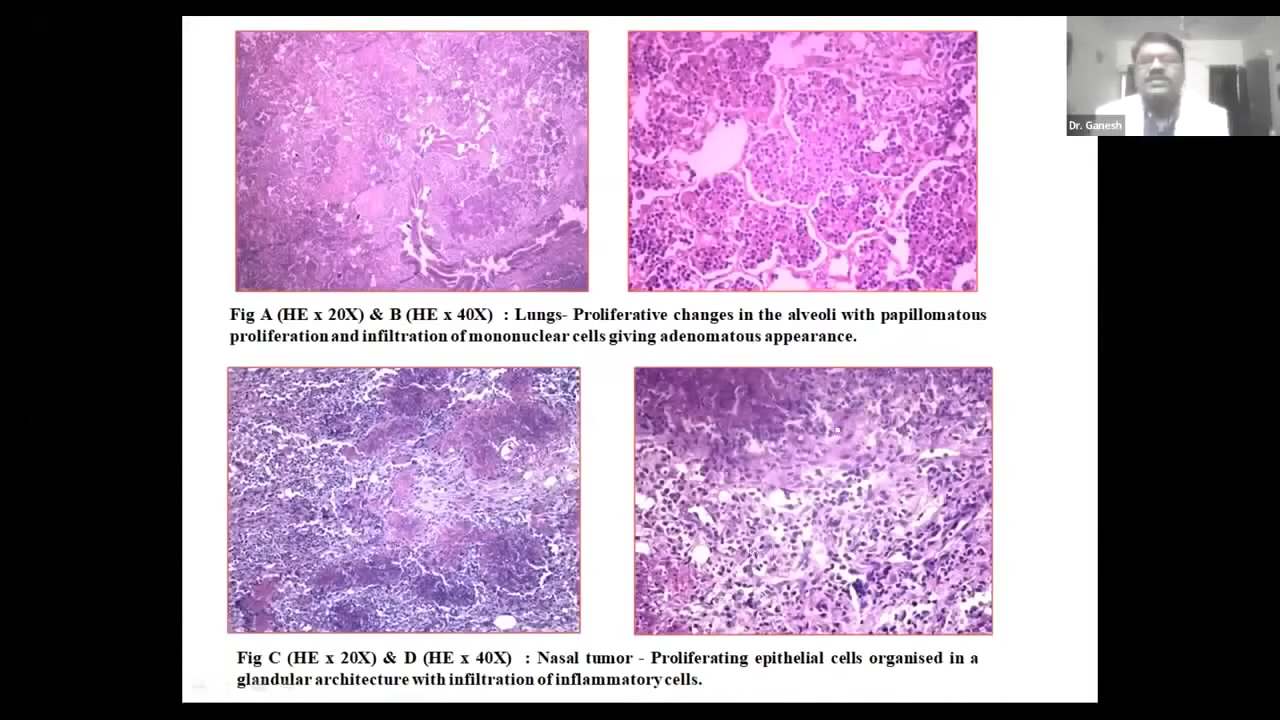 Dr. Ganesh
Fig A (HE x 20X) & B (HE x 40X) : Lungs- Proliferative changes in the alveoli with papillomatous
proliferation and infiltration of mononuclear cells giving adenomatous appearance.
Fig C (HE x 20X) & D (HE x 40X) : Nasal tumor - Proliferating epithelial cells organised in a
glandular architecture with infiltration of inflammatory cells.